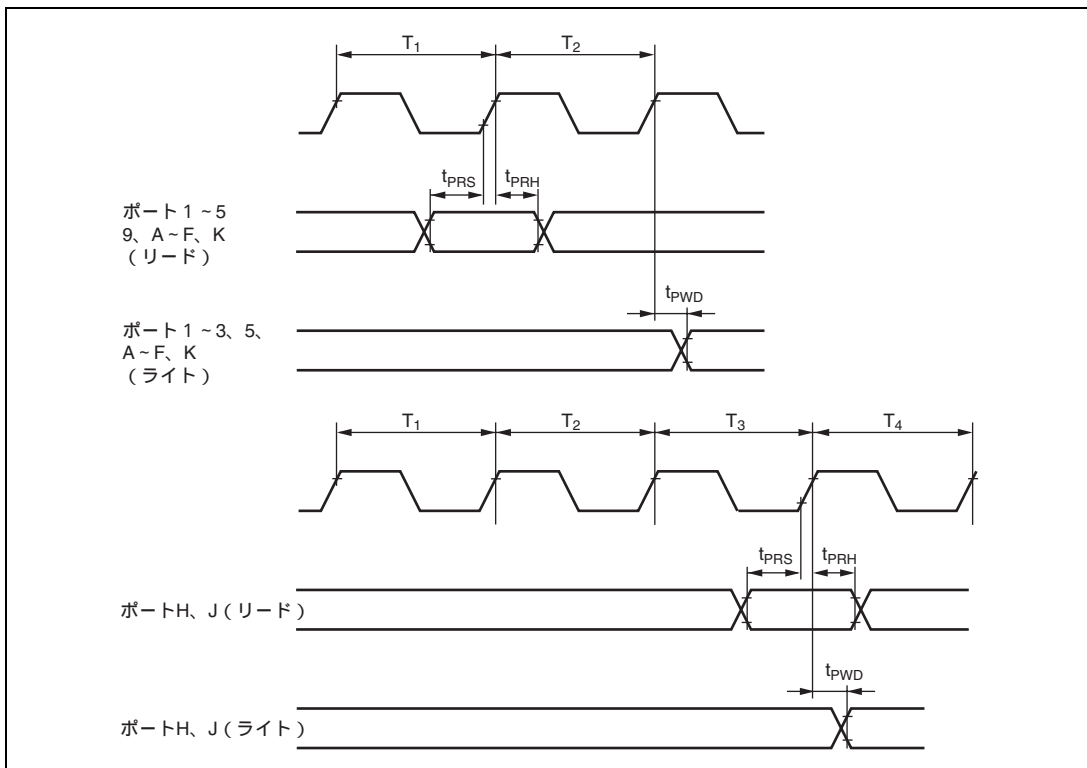 T1 T2
tPRS tPRH
ポート 1 ~ 5
9、A ~ F、K
( リード )
tPWD
ポート 1 ~ 3、5、
A ~ F、K
( ライト )
T1 T2 T3 T4
tPRS tPRH
ポートH、J ( リード )
tPWD
ポートH、J ( ライト )